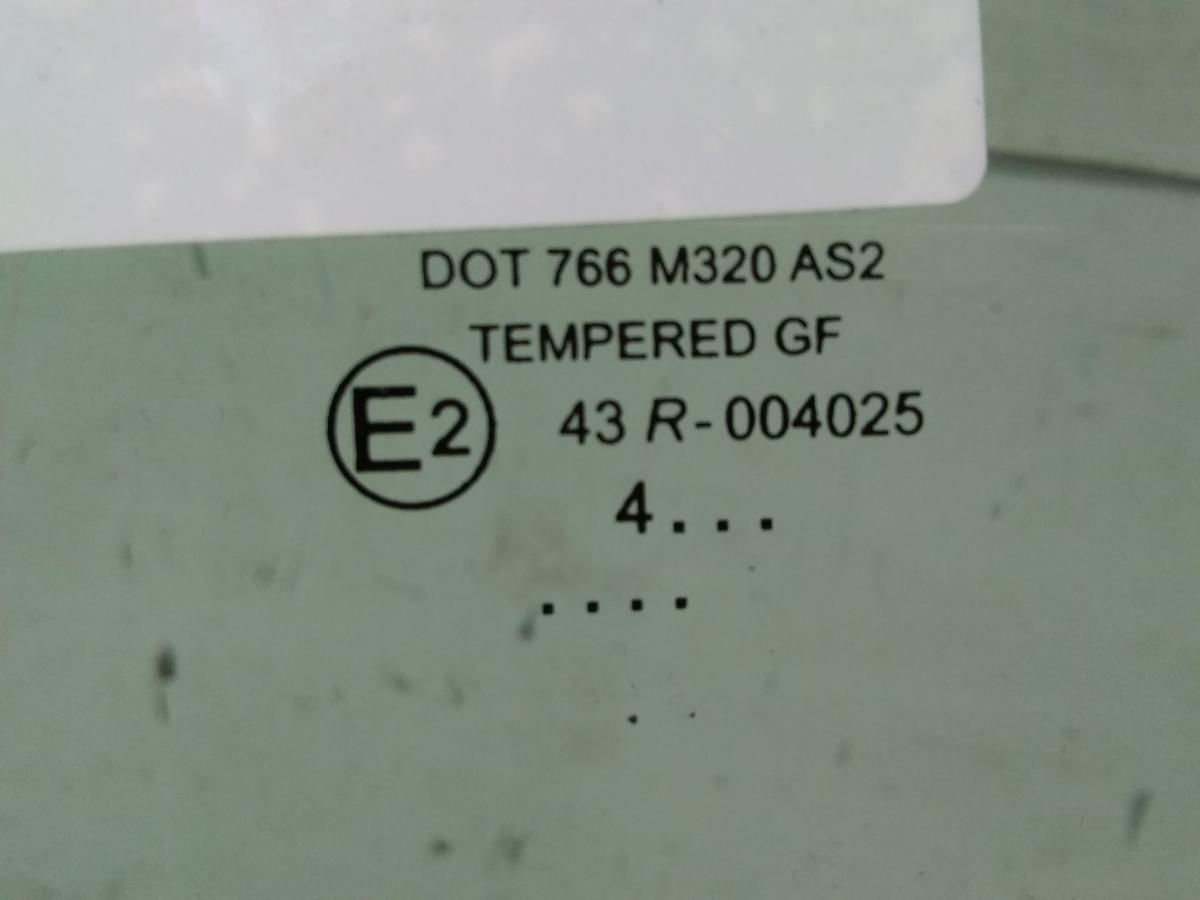 DOT 766 M320 AS2
TEMPERED GF
E2 43 R-004025
4...
....